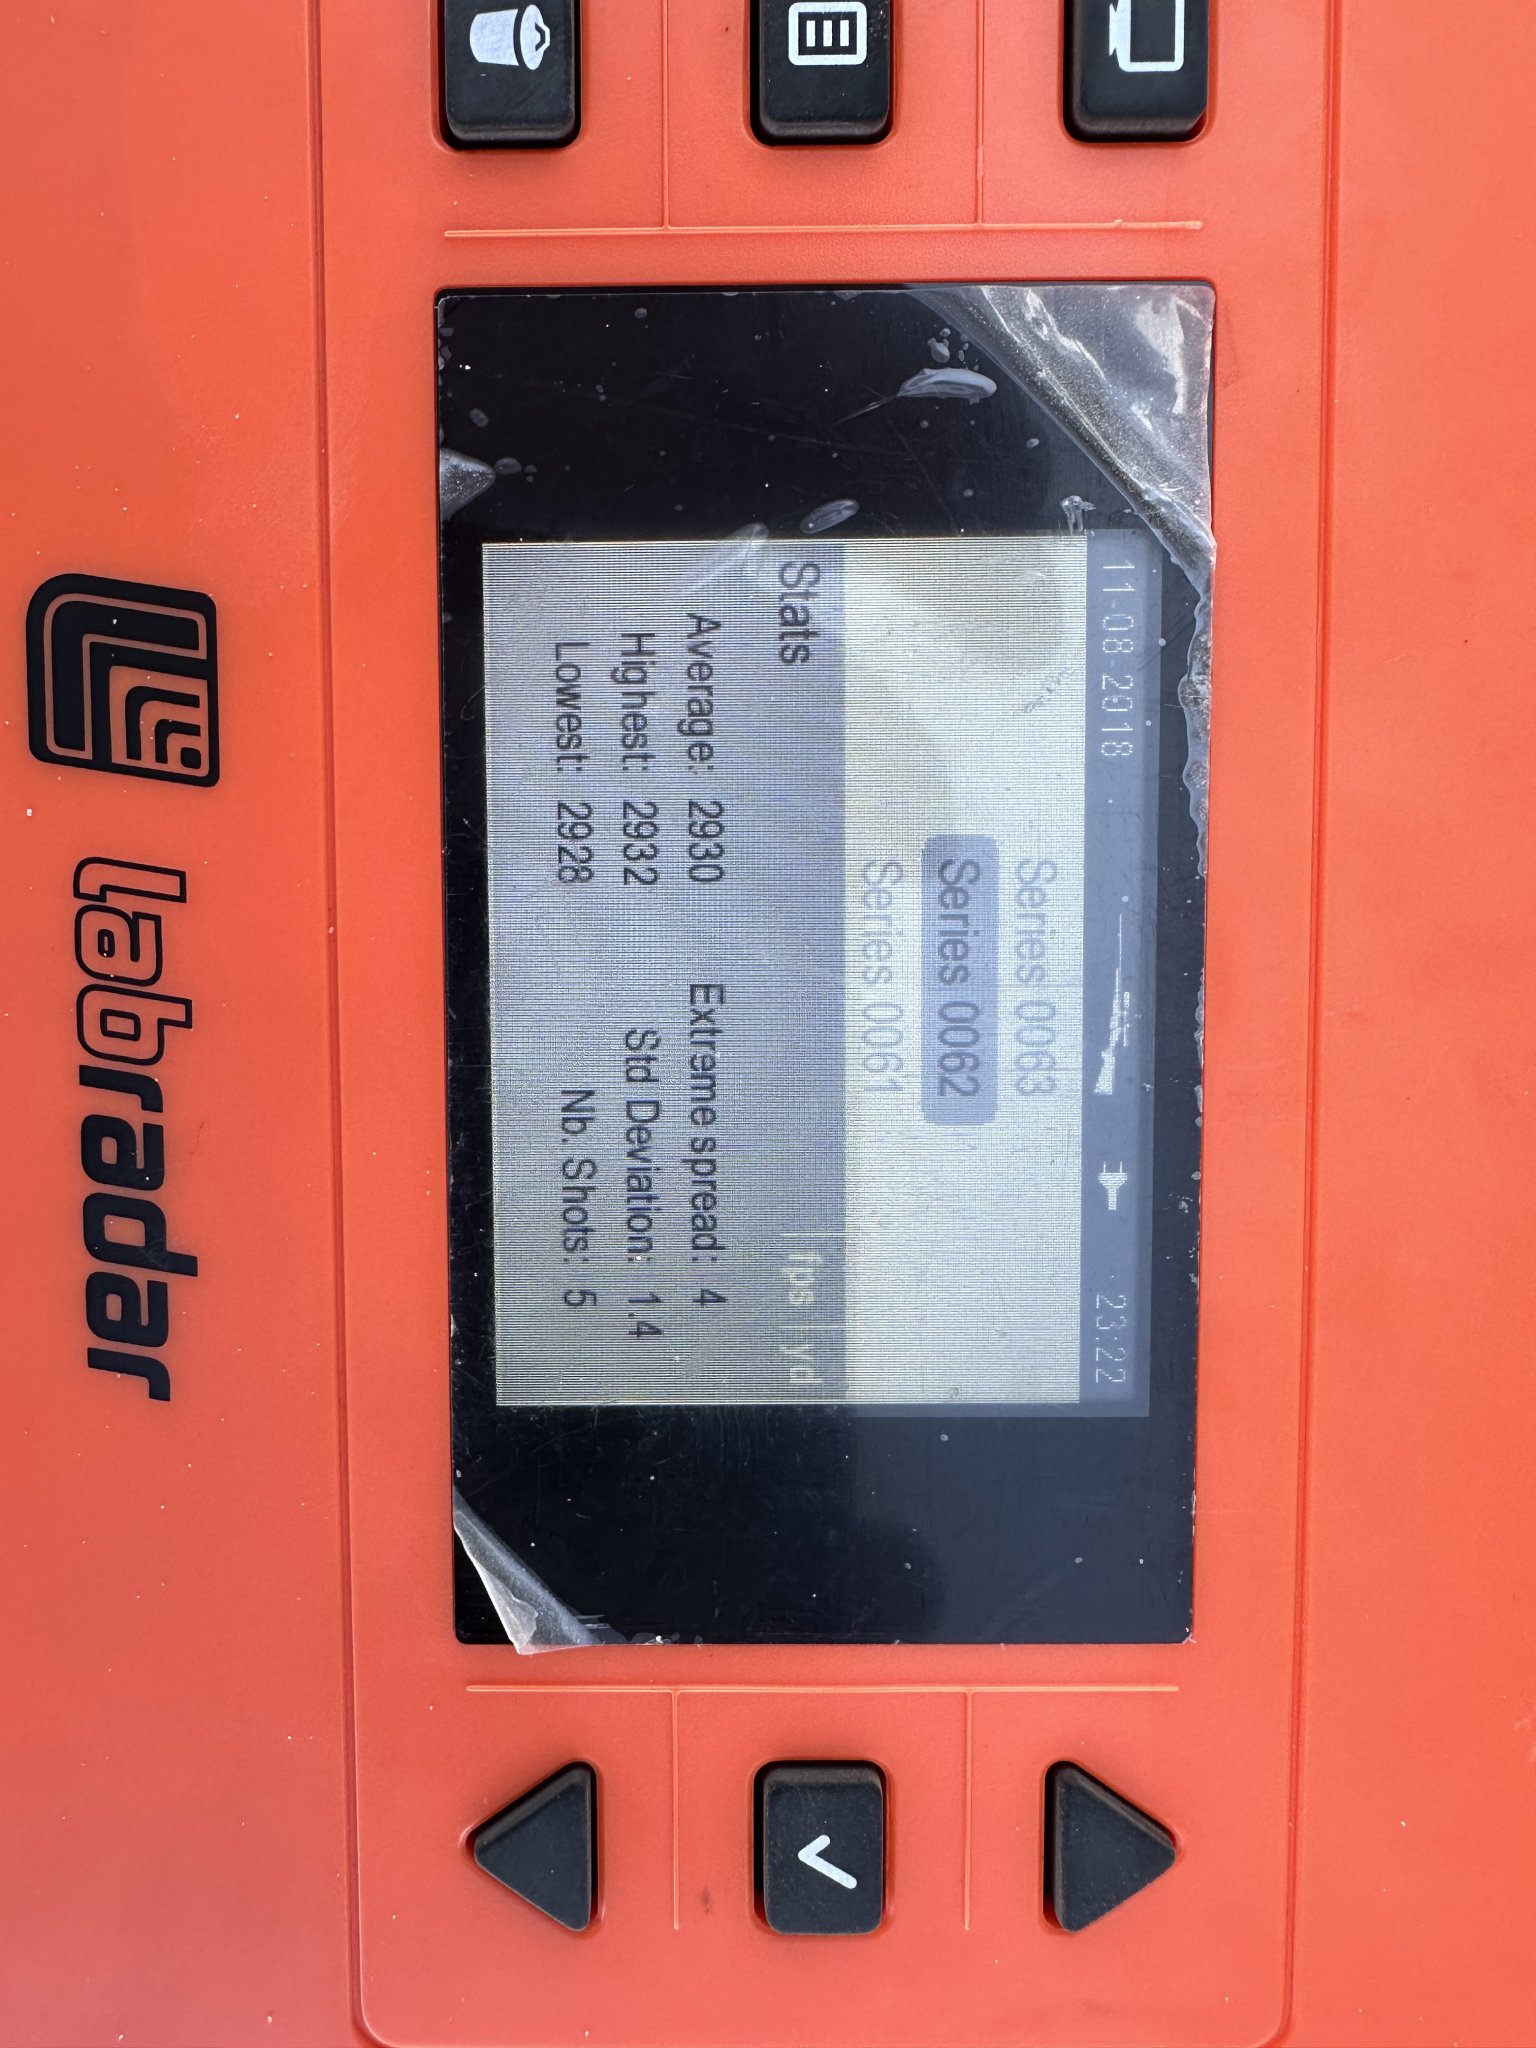 11-08-2018 23:22
Series 0063
Series 0062
Series 0061
Stats fps yd
Average: 2930 Extreme spread: 4
Highest: 2932 Std Deviation: 1.4
Lowest: 2928 Nb. Shots: 5
Labradar